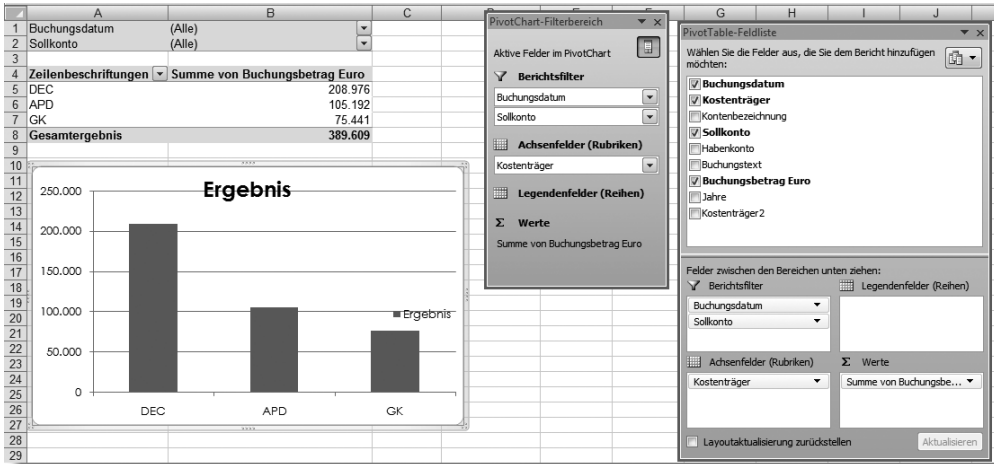 A B C G H I J
1 Buchungsdatum (Alle)
2 Sollkonto (Alle)
3
4 Zeilenbeschriftungen Summe von Buchungsbetrag Euro
5 DEC 208.976
6 APD 105.192
7 GK 75.441
8 Gesamtergebnis 389.609
9
10
11
12
13
14
15
16
17
18
19
20
21
22
23
24
25
26
27
28
29
Ergebnis
250.000
200.000
150.000
100.000
50.000
0
DEC APD GK
Ergebnis
PivotChart-Filterbereich
Aktive Felder im PivotChart
Berichtsfilter
Buchungsdatum
Sollkonto
Achsenfelder (Rubriken)
Kostenträger
Legendenfelder (Reihen)
Σ Werte
Summe von Buchungsbetrag Euro
PivotTable-Feldliste
Wählen Sie die Felder aus, die Sie dem Bericht hinzufügen
möchten:
Buchungsdatum
Kostenträger
Kontenbezeichnung
Sollkonto
Habenkonto
Buchungstext
Buchungsbetrag Euro
Jahre
Kostenträger2
Felder zwischen den Bereichen unten ziehen:
Berichtsfilter Legendenfelder (Reihen)
Buchungsdatum
Sollkonto
Achsenfelder (Rubriken) Σ Werte
Kostenträger Summe von Buchungsbe...
Layoutaktualisierung zurückstellen Aktualisieren